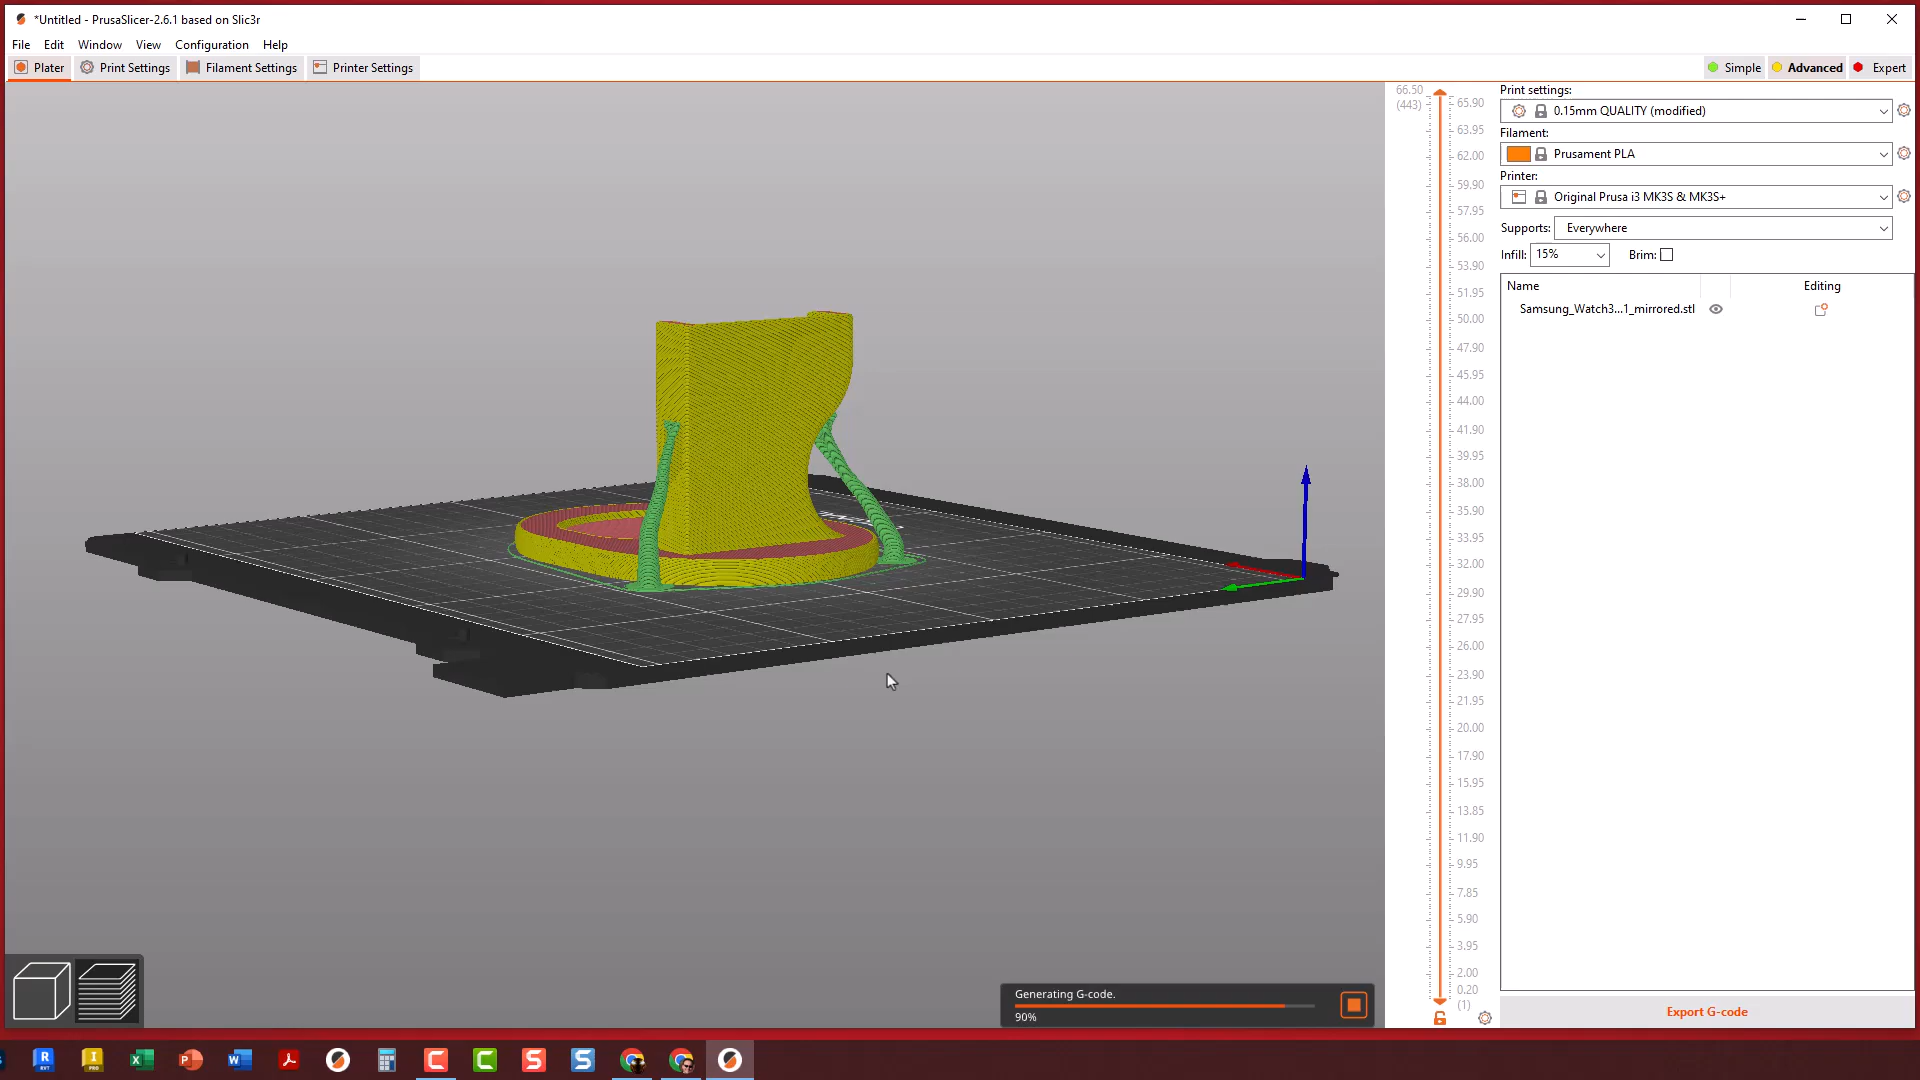 *Untitled - PrusaSlicer-2.6.1 based on Slic3r
File Edit Window View Configuration Help
Plater Print Settings Filament Settings Printer Settings Simple Advanced Expert
66.50
(443)
65.90
63.95
62.00
59.90
57.95
56.00
53.90
51.95
50.00
47.90
45.95
44.00
41.90
39.95
38.00
35.90
33.95
32.00
29.90
27.95
26.00
23.90
21.95
20.00
17.90
15.95
13.85
11.90
9.95
7.85
5.90
3.95
2.00
0.20
(1)
Print settings:
0.15mm QUALITY (modified)
Filament:
Prusament PLA
Printer:
Original Prusa i3 MK3S & MK3S+
Supports: Everywhere
Infill: 15% Brim:
Name Editing
Samsung_Watch3...1_mirrored.stl
Generating G-code.
90%
Export G-code